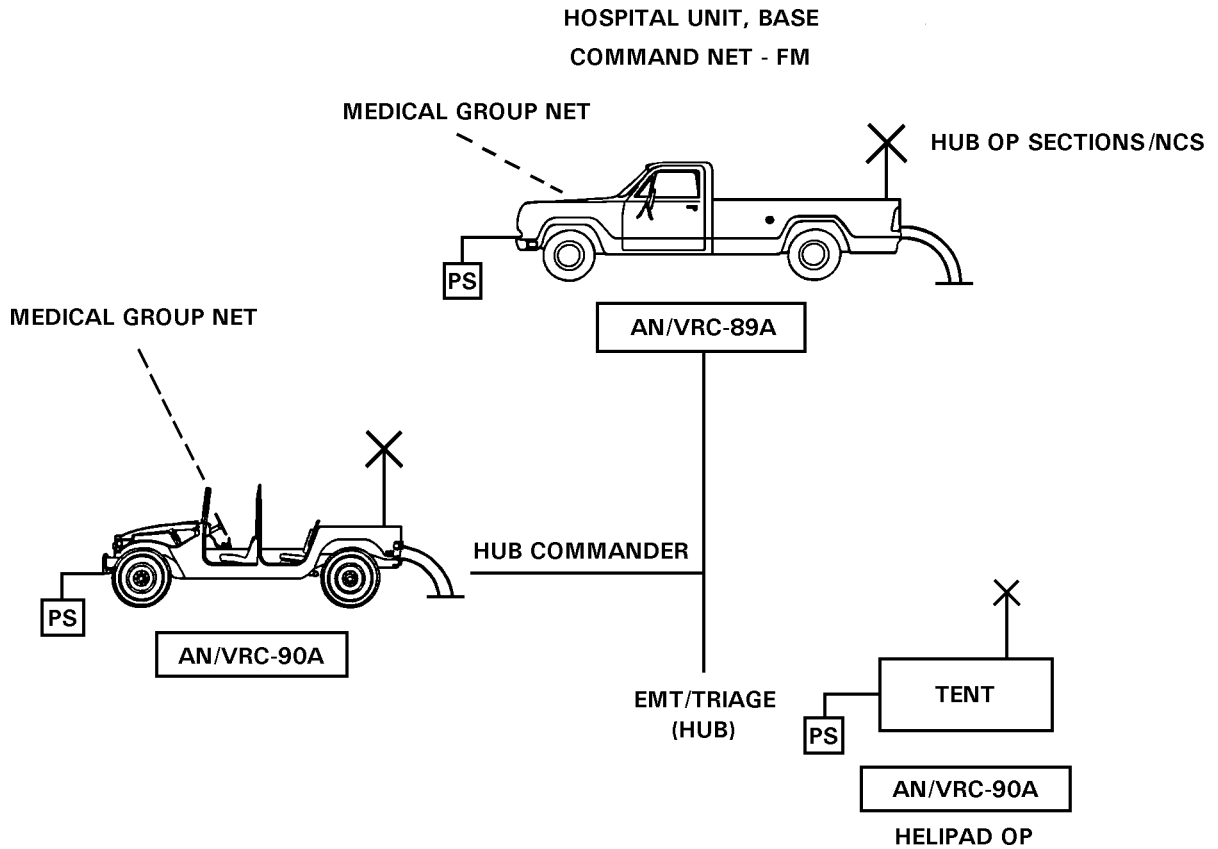 HOSPITAL UNIT, BASE
COMMAND NET - FM
MEDICAL GROUP NET
HUB OP SECTIONS/NCS
PS
AN/VRC-89A
MEDICAL GROUP NET
HUB COMMANDER
PS
AN/VRC-90A
EMT/TRIAGE
(HUB)
TENT
PS
AN/VRC-90A
HELIPAD OP